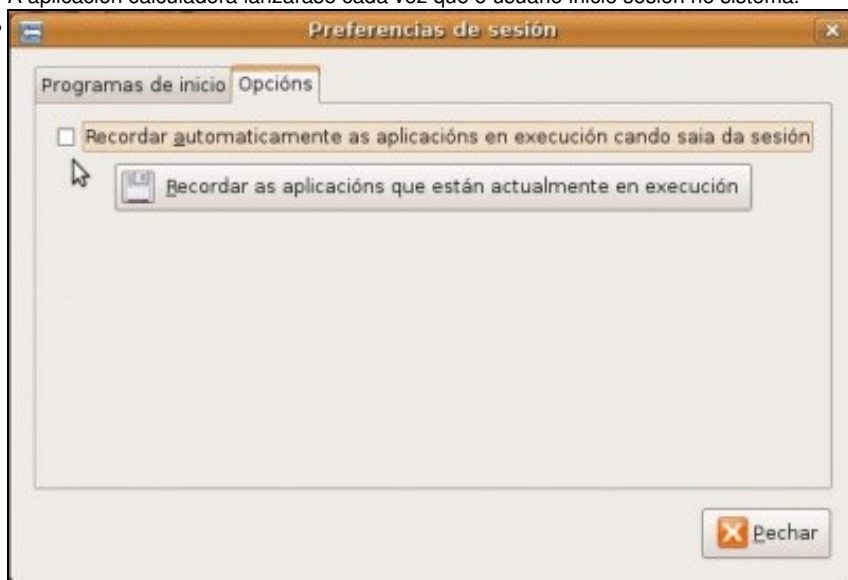 A aplicación calculadora lanzarase cada vez que o usuario inicie sesión no sistema.
Preferencias de sesión
Programas de inicio Opcións
Recordar automaticamente as aplicacións en execución cando saia da sesión
Recordar as aplicacións que están actualmente en execución
Pechar